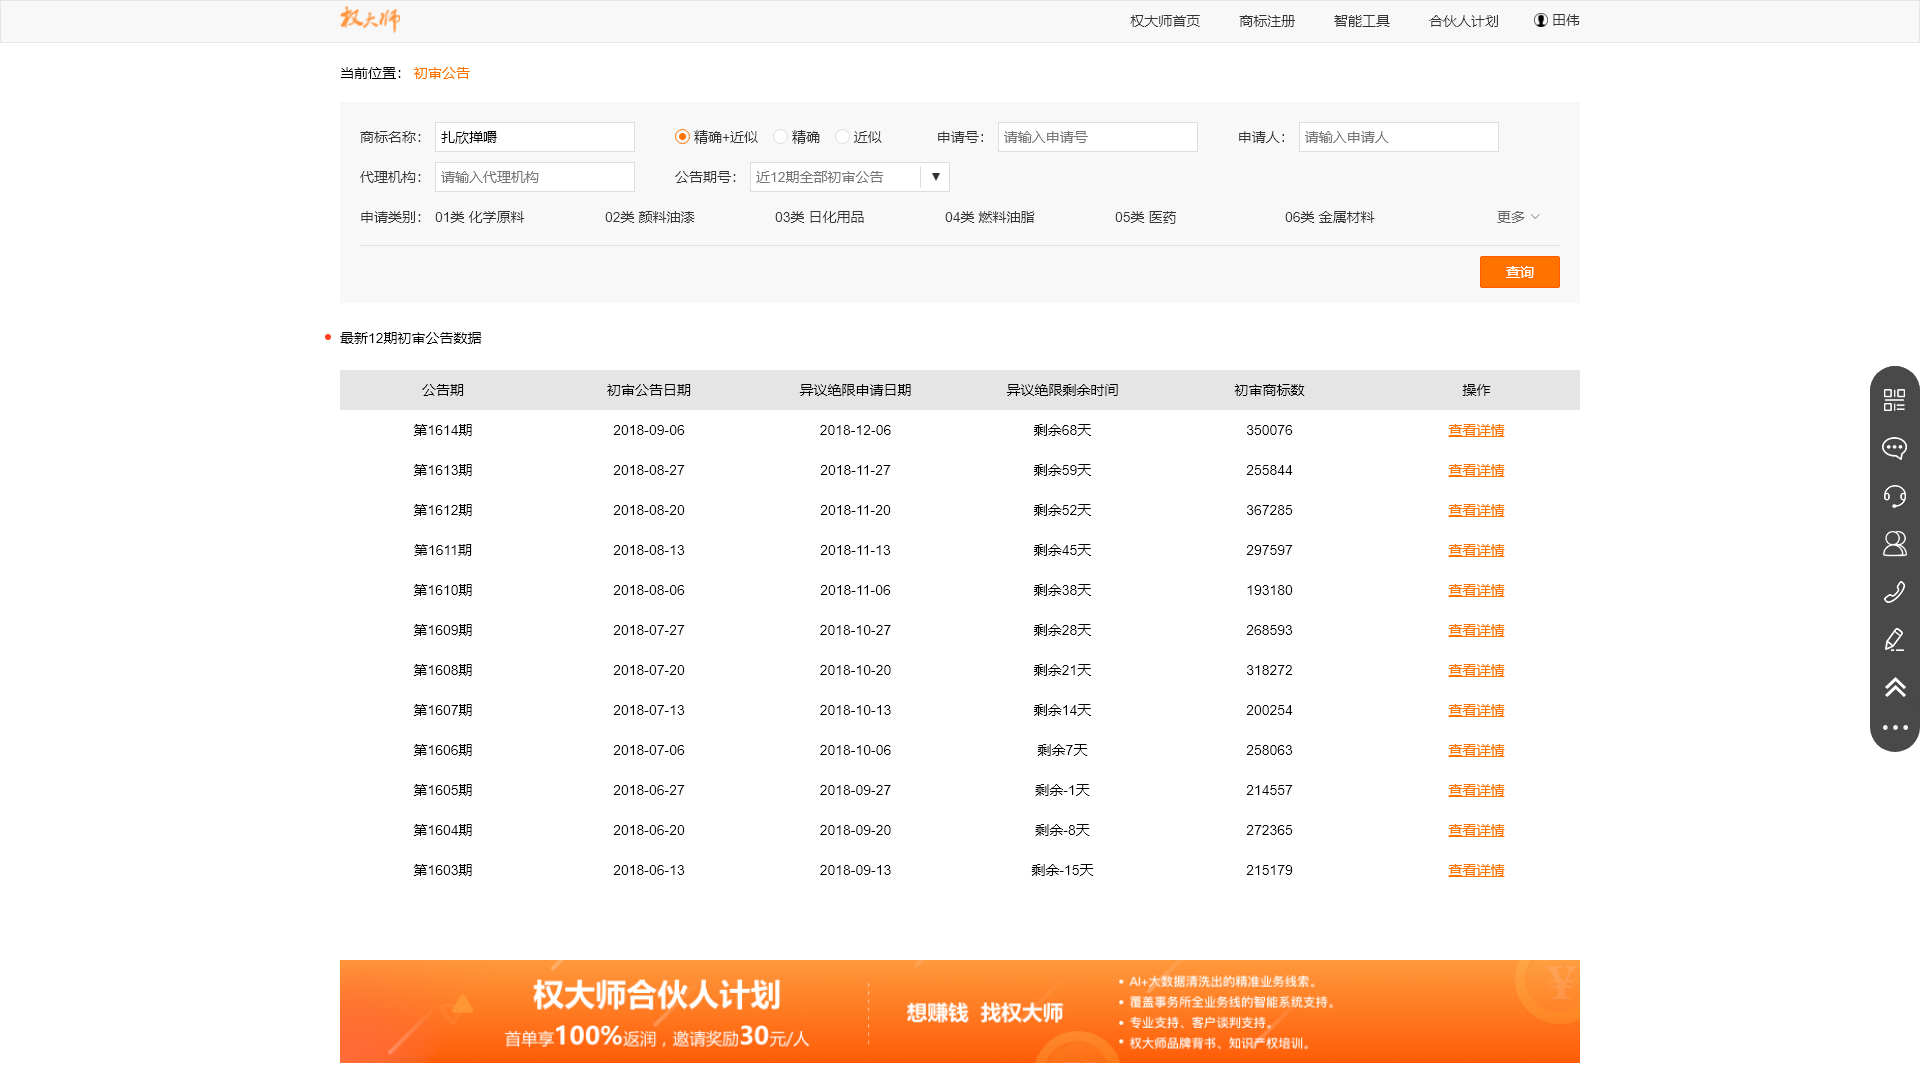 权大师
权大师首页 商标注册 智能工具 合伙人计划 田伟
当前位置： 初审公告
商标名称： 扎欣掸嚼 精确+近似 精确 近似 申请号： 请输入申请号 申请人： 请输入申请人
代理机构： 请输入代理机构 公告期号： 近12期全部初审公告 ▼
申请类别： 01类 化学原料 02类 颜料油漆 03类 日化用品 04类 燃料油脂 05类 医药 06类 金属材料 更多
查询
最新12期初审公告数据
公告期 初审公告日期 异议绝限申请日期 异议绝限剩余时间 初审商标数 操作
第1614期 2018-09-06 2018-12-06 剩余68天 350076 查看详情
第1613期 2018-08-27 2018-11-27 剩余59天 255844 查看详情
第1612期 2018-08-20 2018-11-20 剩余52天 367285 查看详情
第1611期 2018-08-13 2018-11-13 剩余45天 297597 查看详情
第1610期 2018-08-06 2018-11-06 剩余38天 193180 查看详情
第1609期 2018-07-27 2018-10-27 剩余28天 268593 查看详情
第1608期 2018-07-20 2018-10-20 剩余21天 318272 查看详情
第1607期 2018-07-13 2018-10-13 剩余14天 200254 查看详情
第1606期 2018-07-06 2018-10-06 剩余7天 258063 查看详情
第1605期 2018-06-27 2018-09-27 剩余-1天 214557 查看详情
第1604期 2018-06-20 2018-09-20 剩余-8天 272365 查看详情
第1603期 2018-06-13 2018-09-13 剩余-15天 215179 查看详情
权大师合伙人计划
首单享100%返润，邀请奖励30元/人
想赚钱 找权大师
• AI+大数据清洗出的精准业务线索。
• 覆盖事务所全业务线的智能系统支持。
• 专业支持、客户谈判支持。
• 权大师品牌背书、知识产权培训。